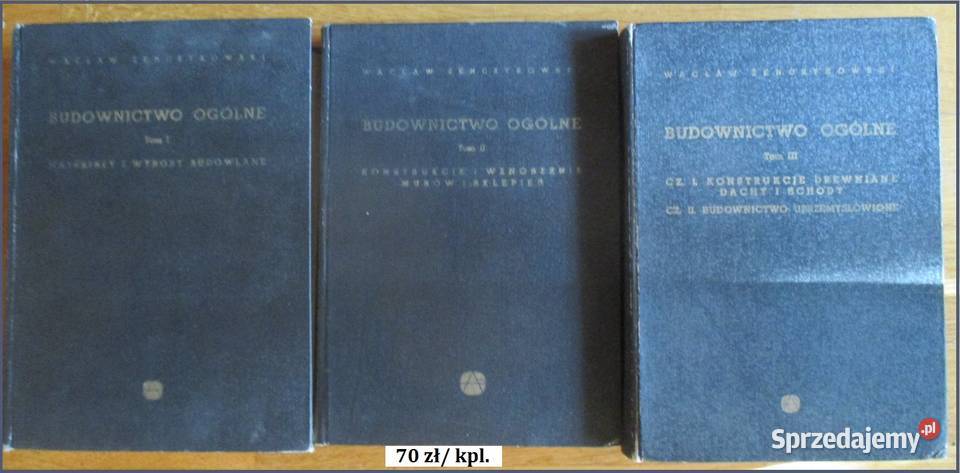 WACŁAW ŻENCZYKOWSKI
BUDOWNICTWO OGÓLNE
Tom I
MATERIAŁY I WYROBY BUDOWLANE
WACŁAW ŻENCZYKOWSKI
BUDOWNICTWO OGÓLNE
Tom II
KONSTRUKCJE I WZNOSZENIE
MURÓW I SKLEPIEŃ
WACŁAW ŻENCZYKOWSKI
BUDOWNICTWO OGÓLNE
Tom III
CZ. I. KONSTRUKCJE DREWNIANE
DACHY I SCHODY
CZ. II. BUDOWNICTWO UPRZEMYSŁOWIONE
70 zł/ kpl.
Sprzedajemy.pl